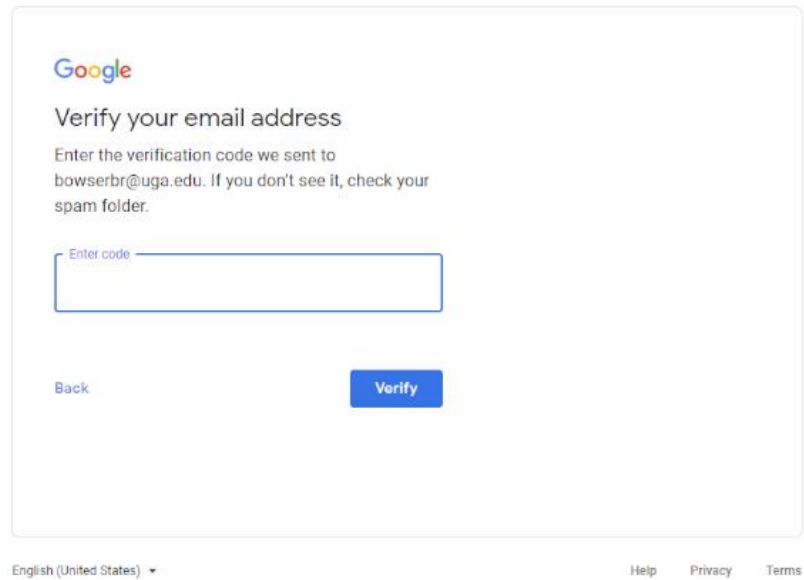 Google
Verify your email address
Enter the verification code we sent to
bowserbr@uga.edu. If you don't see it, check your
spam folder.
Enter code
Back
Verify
English (United States)
Help
Privacy
Terms